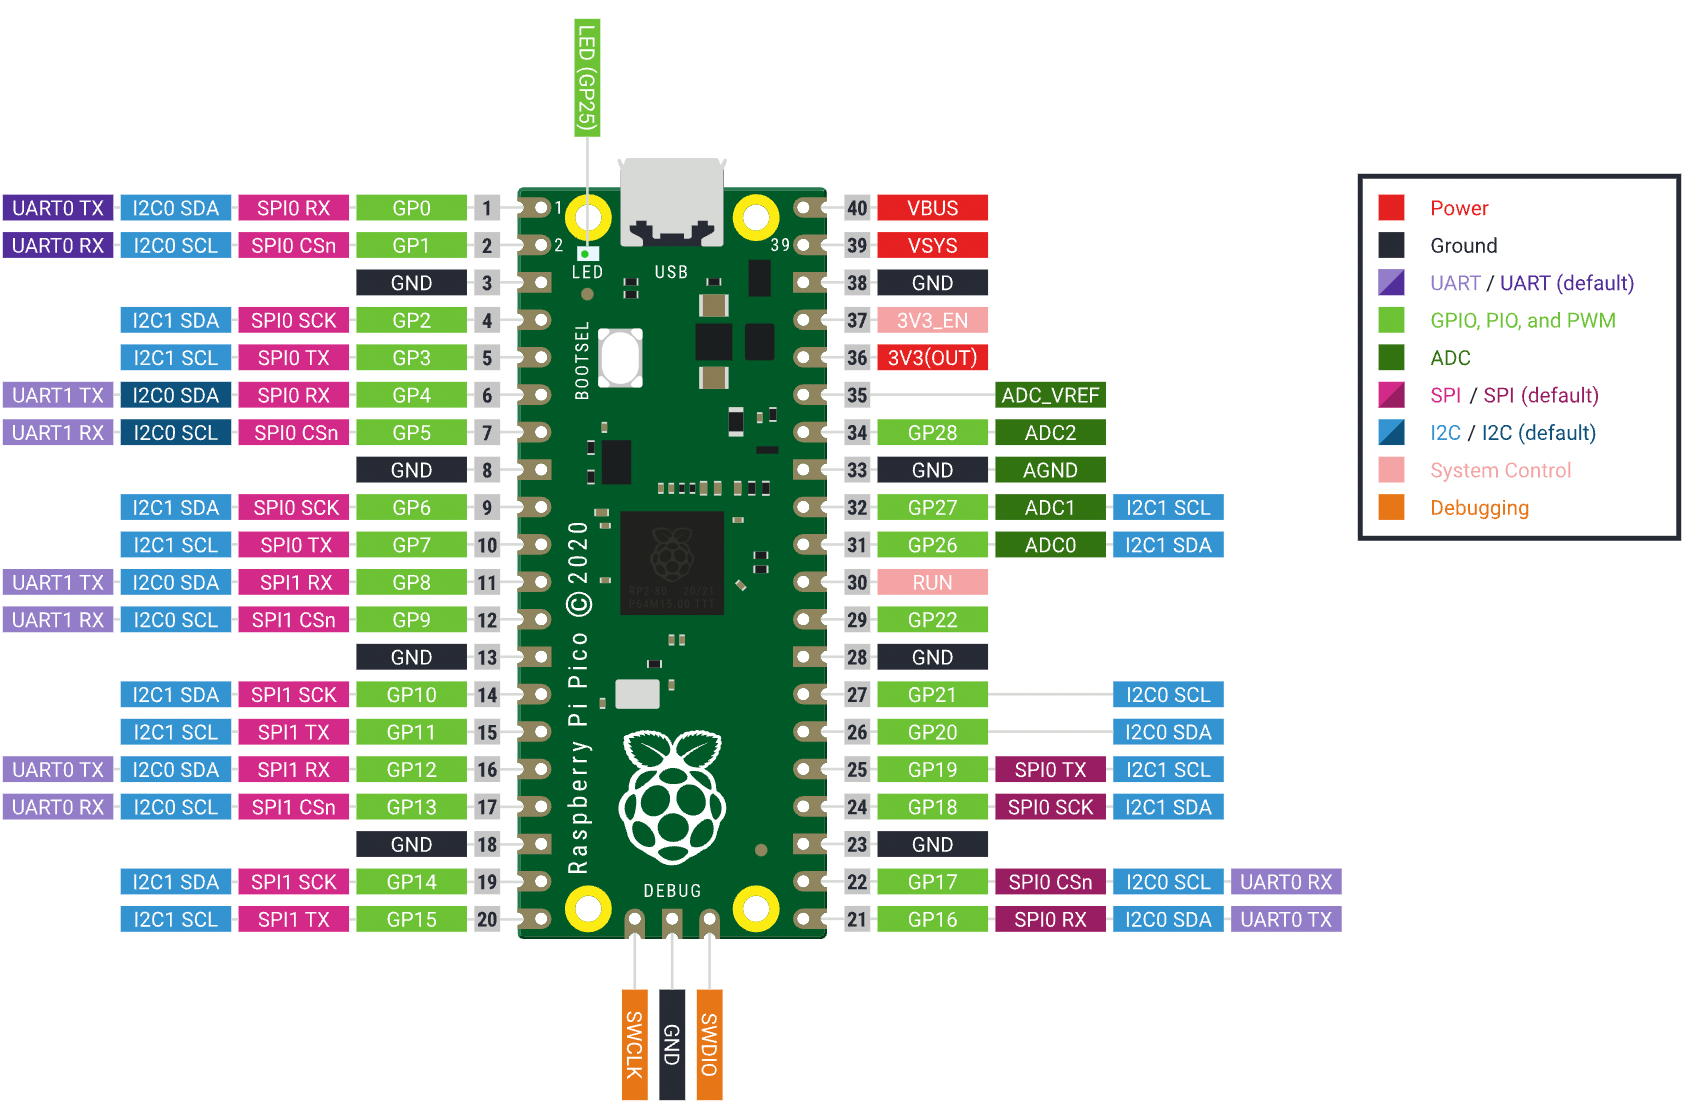 LED (GP25)
UART0 TX I2C0 SDA SPI0 RX GP0 1 1 40 VBUS
UART0 RX I2C0 SCL SPI0 CSn GP1 2 2 39 39 VSYS
LED USB
GND 3 38 GND
I2C1 SDA SPI0 SCK GP2 4 37 3V3_EN
I2C1 SCL SPI0 TX GP3 5 36 3V3(OUT)
BOOTSEL
UART1 TX I2C0 SDA SPI0 RX GP4 6 35 ADC_VREF
UART1 RX I2C0 SCL SPI0 CSn GP5 7 34 GP28 ADC2
GND 8 33 GND AGND
I2C1 SDA SPI0 SCK GP6 9 32 GP27 ADC1 I2C1 SCL
I2C1 SCL SPI0 TX GP7 10 31 GP26 ADC0 I2C1 SDA
UART1 TX I2C0 SDA SPI1 RX GP8 11 30 RUN
RP2-B0 20/21
P64M15.00 TTT
UART1 RX I2C0 SCL SPI1 CSn GP9 12 29 GP22
GND 13 28 GND
I2C1 SDA SPI1 SCK GP10 14 27 GP21 I2C0 SCL
I2C1 SCL SPI1 TX GP11 15 26 GP20 I2C0 SDA
UART0 TX I2C0 SDA SPI1 RX GP12 16 25 GP19 SPI0 TX I2C1 SCL
UART0 RX I2C0 SCL SPI1 CSn GP13 17 24 GP18 SPI0 SCK I2C1 SDA
Raspberry Pi Pico © 2020
GND 18 23 GND
I2C1 SDA SPI1 SCK GP14 19 22 GP17 SPI0 CSn I2C0 SCL UART0 RX
DEBUG
I2C1 SCL SPI1 TX GP15 20 21 GP16 SPI0 RX I2C0 SDA UART0 TX
SWCLK
GND
SWDIO
Power
Ground
UART / UART (default)
GPIO, PIO, and PWM
ADC
SPI / SPI (default)
I2C / I2C (default)
System Control
Debugging